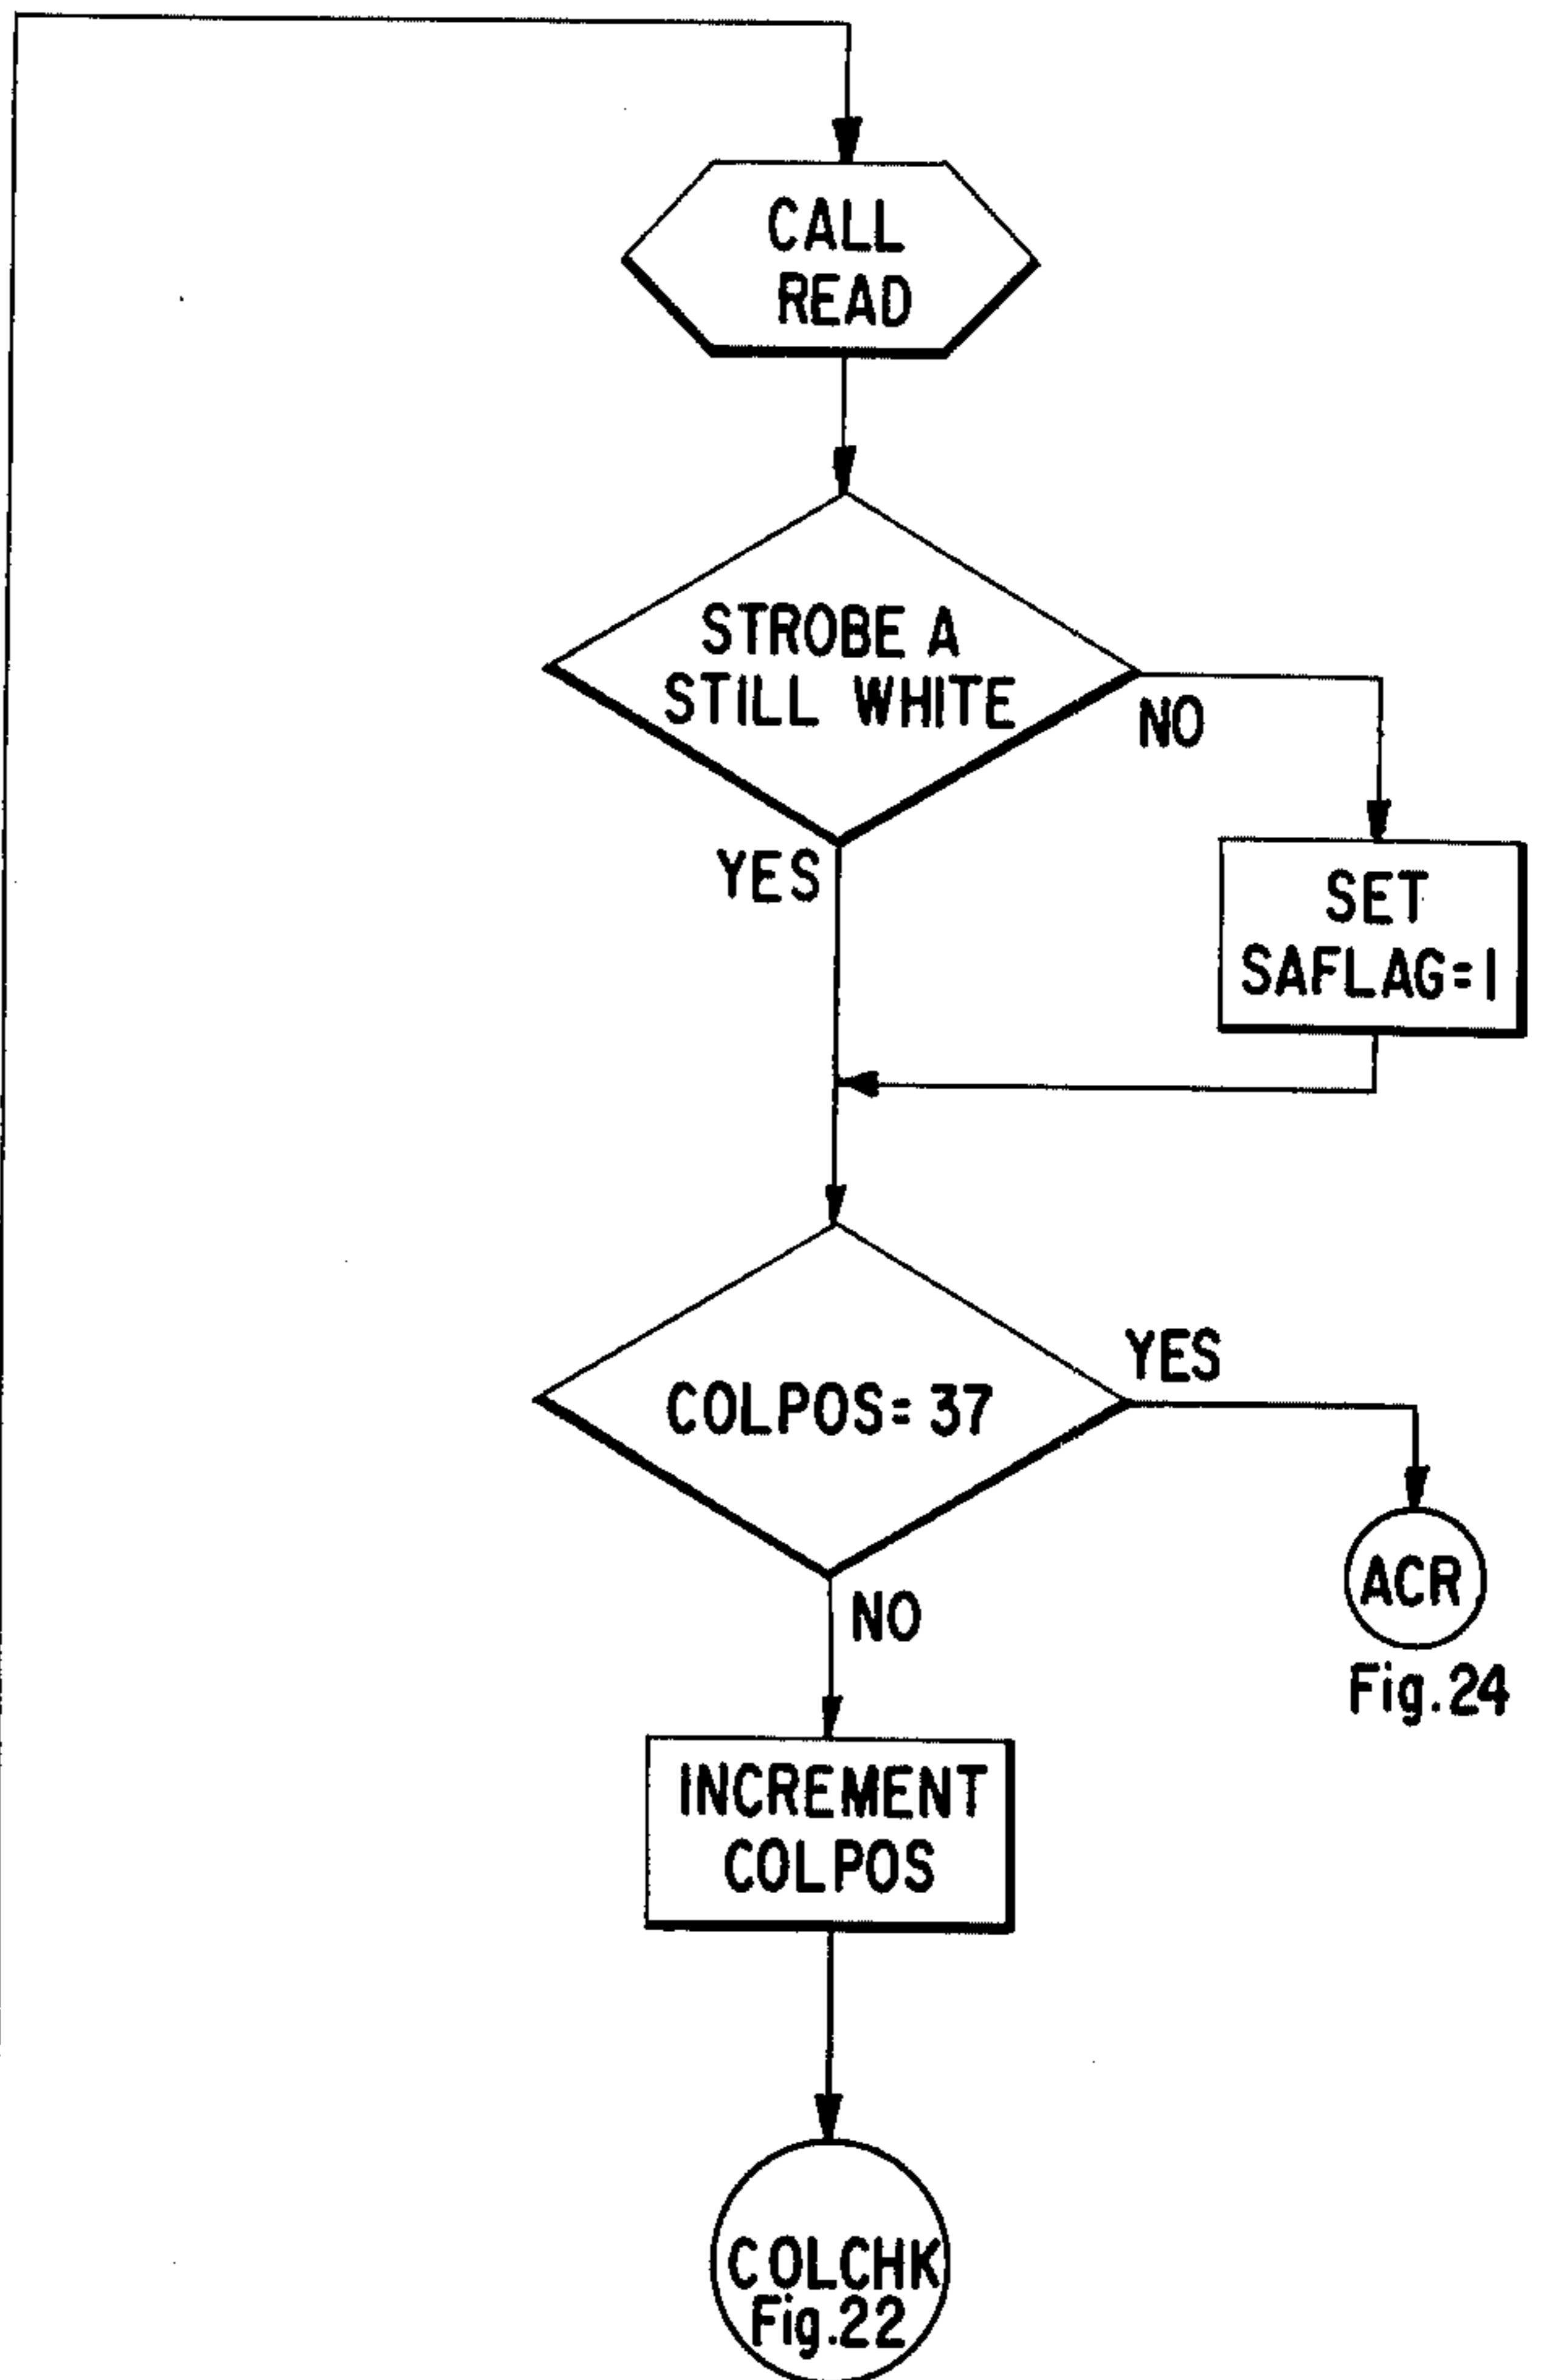 CALL
READ
STROBE A
STILL WHITE
NO
YES
SET
SAFLAG=1
YES
COLPOS=37
ACR
NO
Fig.24
INCREMENT
COLPOS
COLCHK
Fig.22